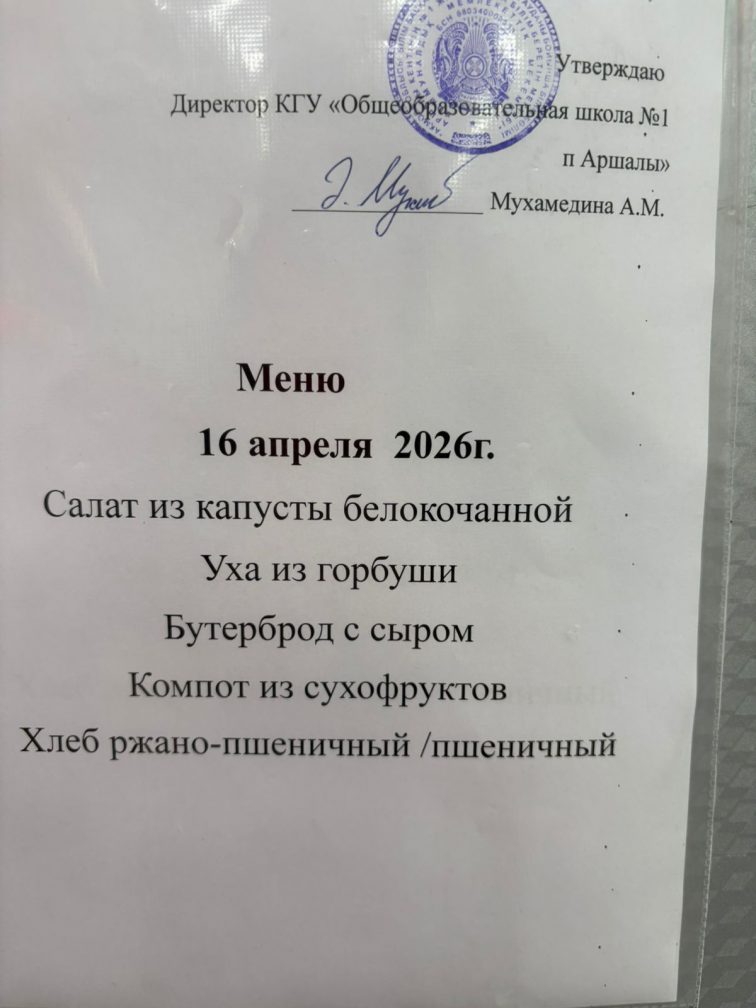 Утверждаю
Директор КГУ «Общеобразовательная школа №1
п Аршалы»
Мухамедина А.М.
Меню
16 апреля 2026г.
Салат из капусты белокочанной
Уха из горбуши
Бутерброд с сыром
Компот из сухофруктов
Хлеб ржано-пшеничный /пшеничный